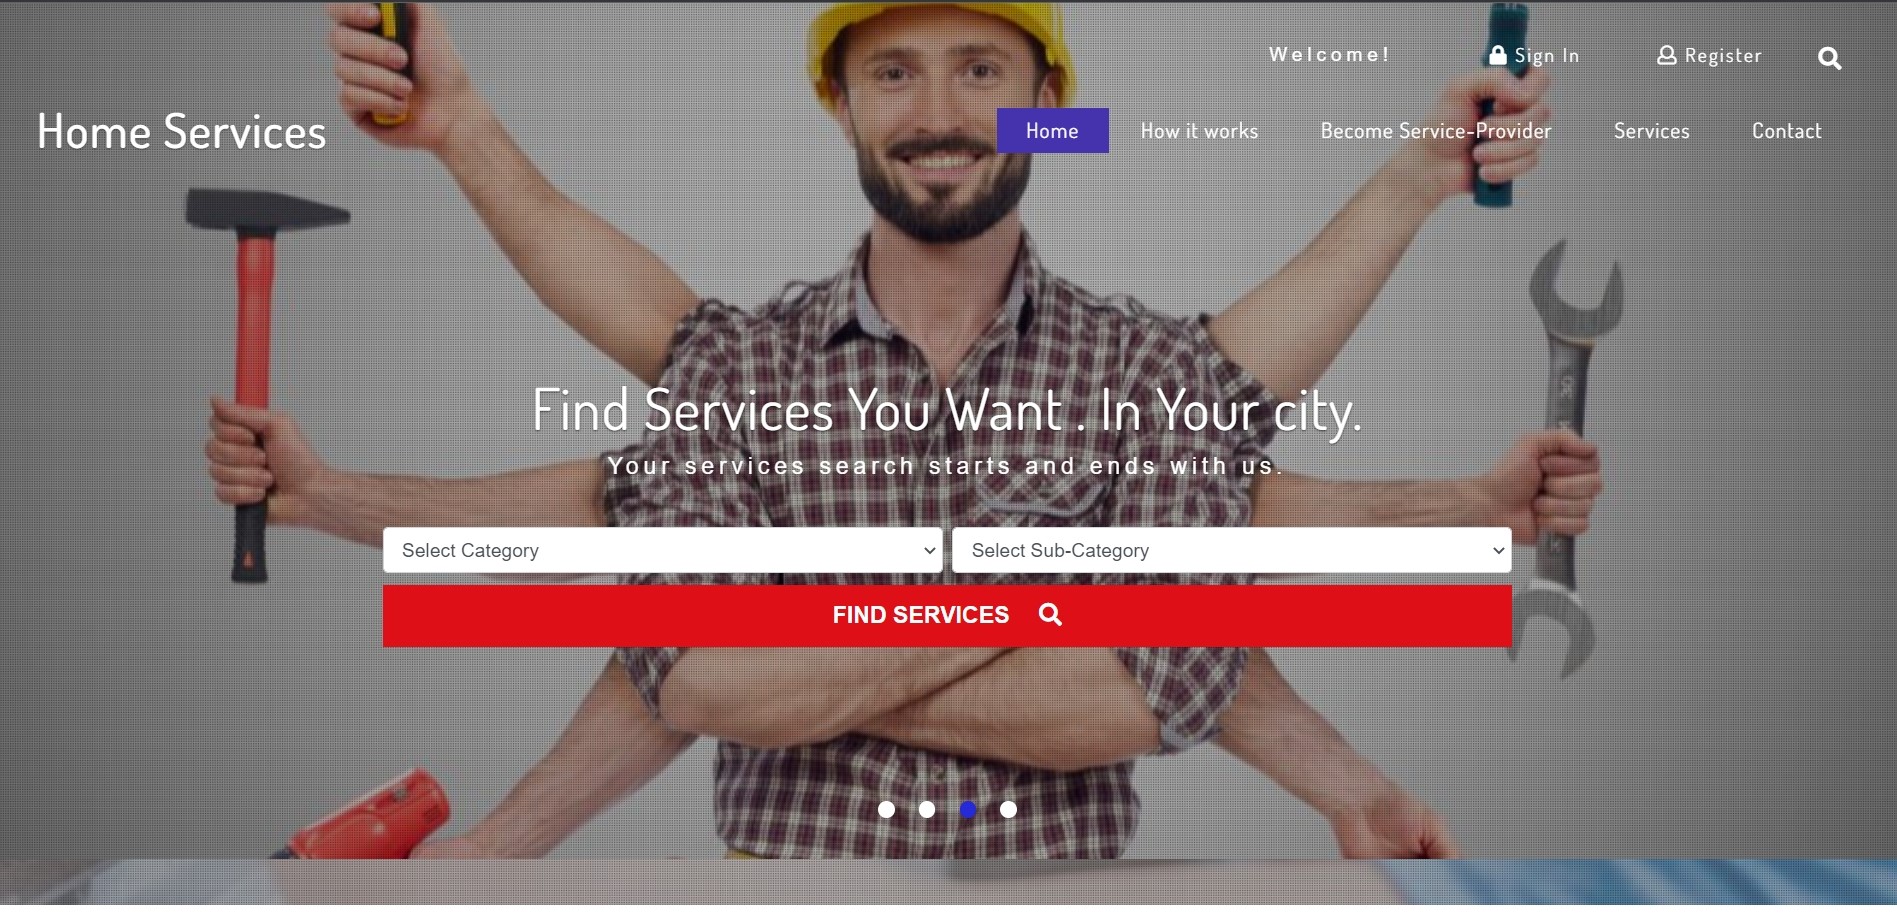 Welcome!
Sign In
Register
Home Services
Home
How it works
Become Service-Provider
Services
Contact
Find Services You Want . In Your city.
Your services search starts and ends with us.
Select Category
Select Sub-Category
FIND SERVICES